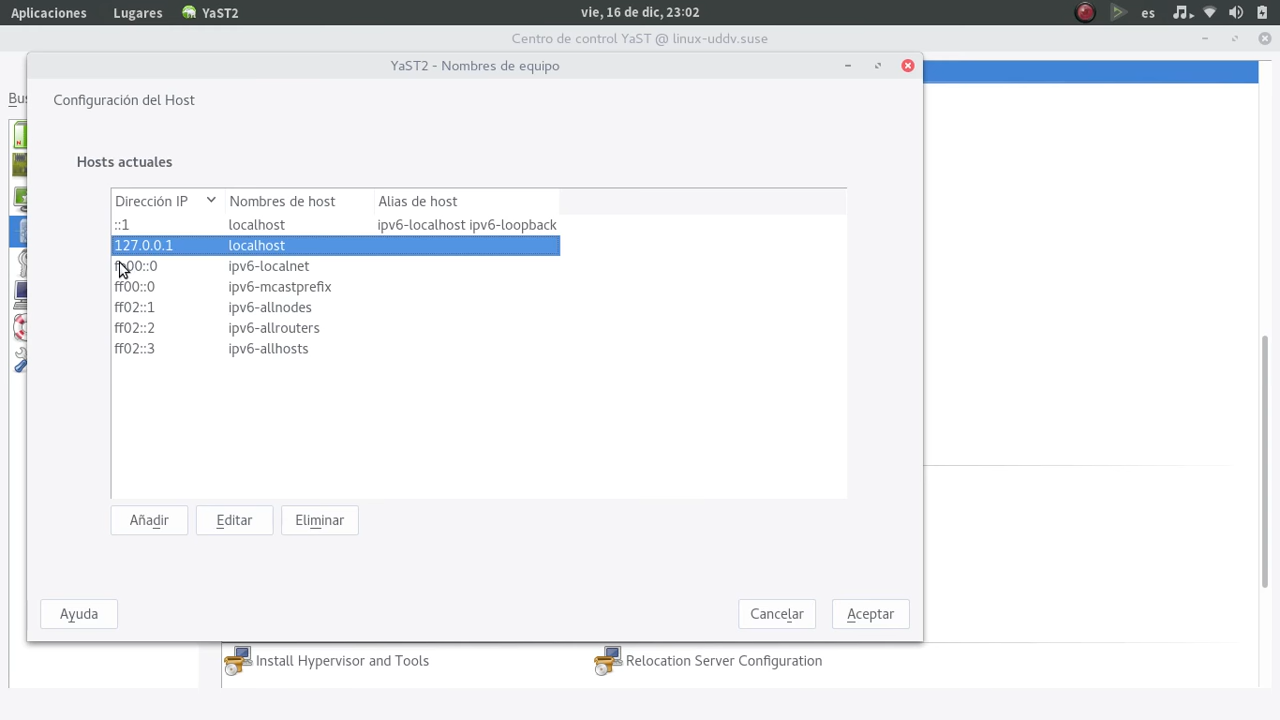 Aplicaciones Lugares YaST2 vie, 16 de dic, 23:02 es
Centro de control YaST @ linux-uddv.suse
YaST2 - Nombres de equipo
Configuración del Host
Hosts actuales
Dirección IP Nombres de host Alias de host
::1 localhost ipv6-localhost ipv6-loopback
127.0.0.1 localhost
ipv6-localnet
ff00::0 ipv6-mcastprefix
ff02::1 ipv6-allnodes
ff02::2 ipv6-allrouters
ff02::3 ipv6-allhosts
Añadir Editar Eliminar
Ayuda Cancelar Aceptar
Install Hypervisor and Tools Relocation Server Configuration